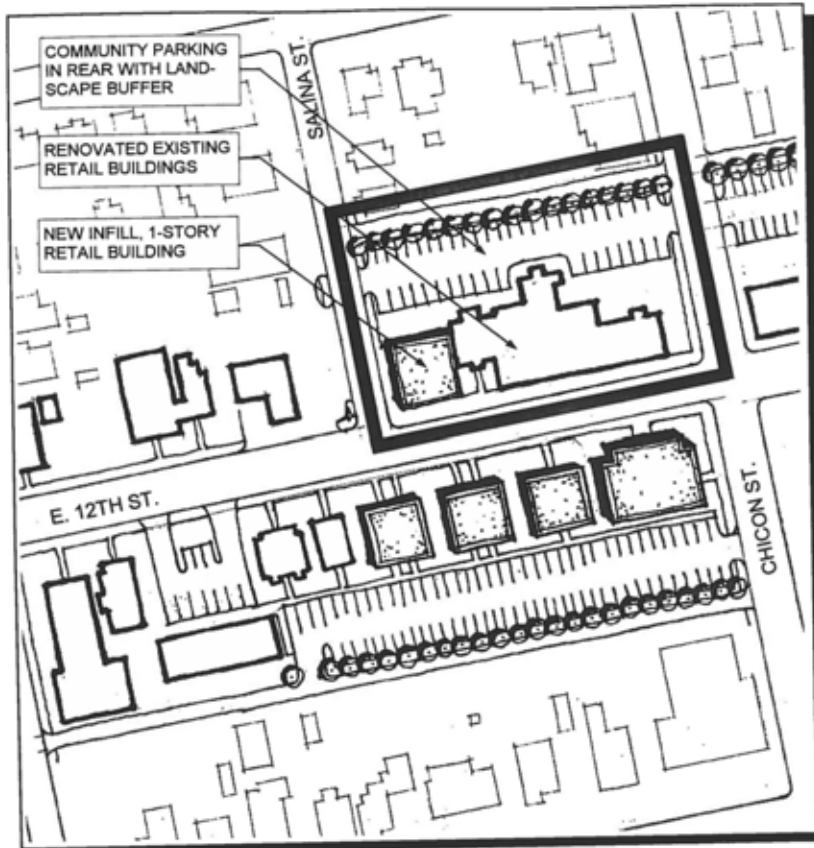 COMMUNITY PARKING
IN REAR WITH LAND-
SCAPE BUFFER
SALINA ST.
RENOVATED EXISTING
RETAIL BUILDINGS
NEW INFILL, 1-STORY
RETAIL BUILDING
E. 12TH ST.
CHICON ST.